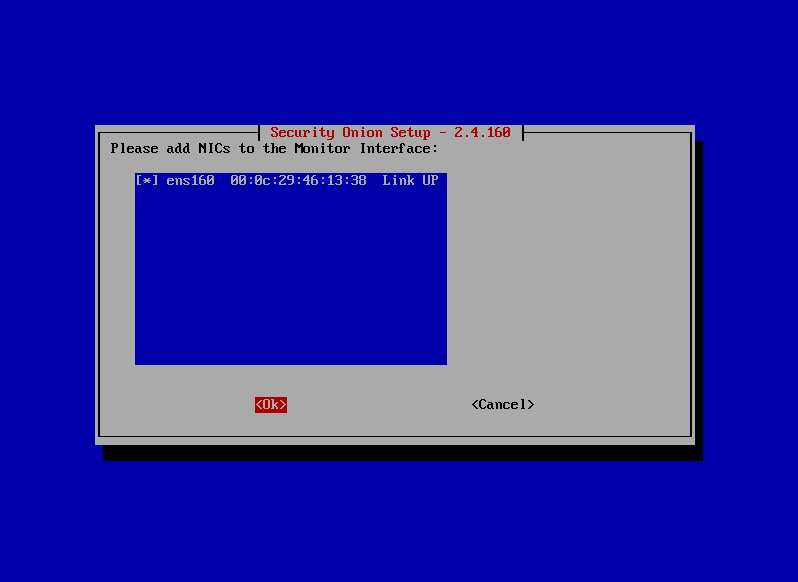 Security Onion Setup - 2.4.160
Please add NICs to the Monitor Interface:
[*] ens160  00:0c:29:46:13:38  Link UP
<Ok>                <Cancel>